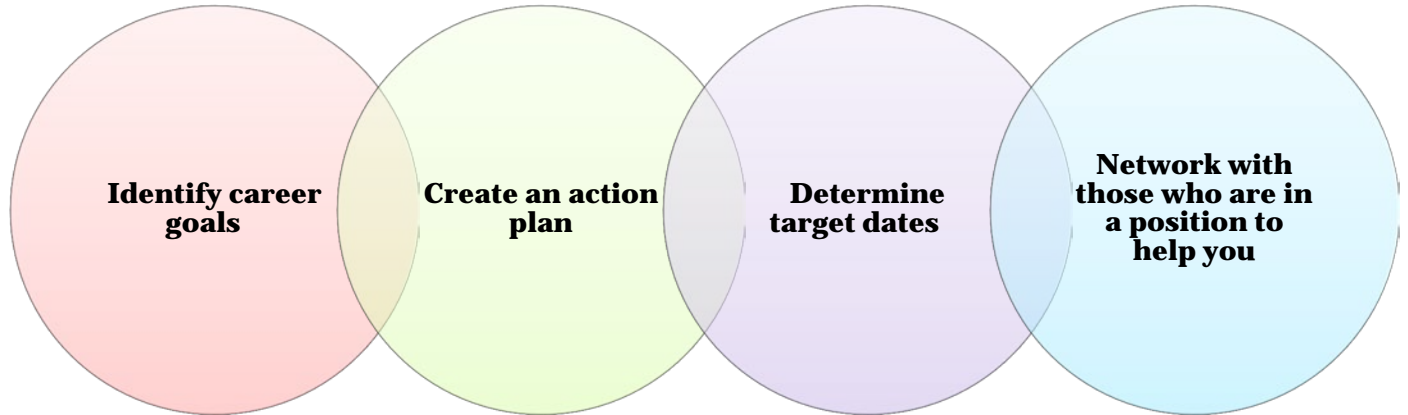 Identify career
goals
Create an action
plan
Determine
target dates
Network with
those who are in
a position to
help you